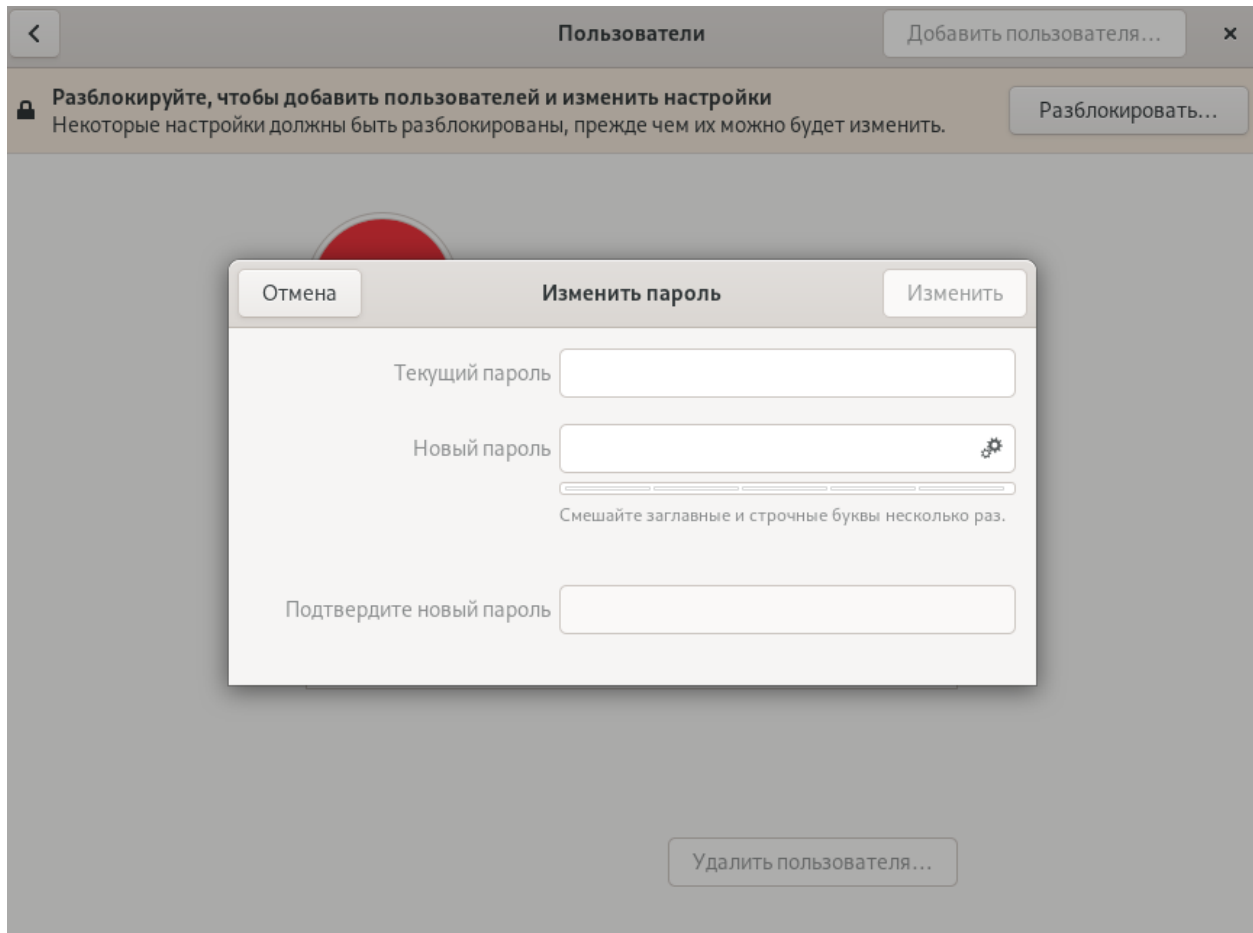 Пользователи
Добавить пользователя...
Разблокируйте, чтобы добавить пользователей и изменить настройки
Некоторые настройки должны быть разблокированы, прежде чем их можно будет изменить.
Разблокировать...
Отмена
Изменить пароль
Изменить
Текущий пароль
Новый пароль
Смешайте заглавные и строчные буквы несколько раз.
Подтвердите новый пароль
Удалить пользователя...